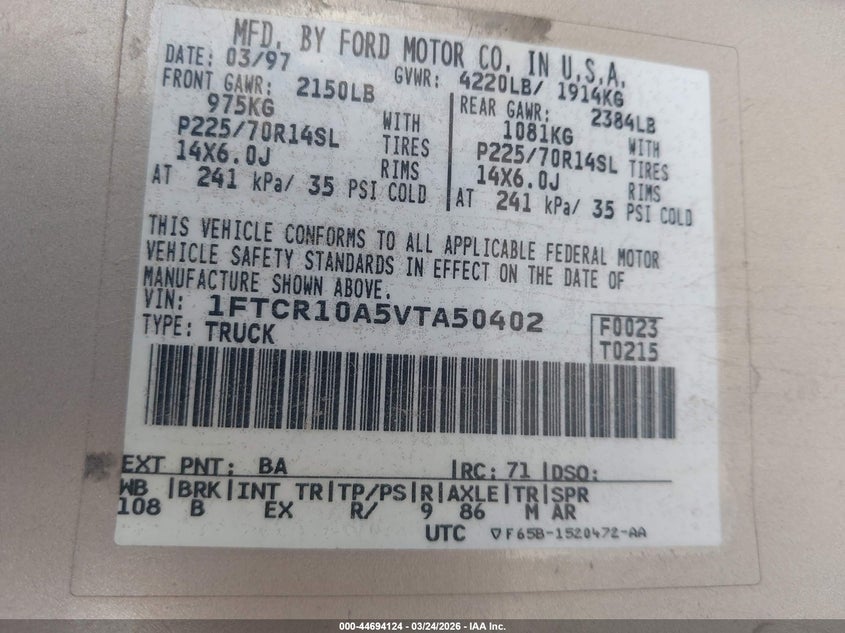 MFD. BY FORD MOTOR CO. IN U.S.A.
DATE: 03/97 GVWR: 4220LB/ 1914KG
FRONT GAWR: 2150LB REAR GAWR: 2384LB
975KG WITH 1081KG WITH
P225/70R14SL TIRES P225/70R14SL TIRES
14X6.0J RIMS 14X6.0J RIMS
AT 241 kPa/ 35 PSI COLD AT 241 kPa/ 35 PSI COLD
THIS VEHICLE CONFORMS TO ALL APPLICABLE FEDERAL MOTOR
VEHICLE SAFETY STANDARDS IN EFFECT ON THE DATE OF
MANUFACTURE SHOWN ABOVE.
VIN: 1FTCR10A5VTA50402 F0023
TYPE: TRUCK T0215
EXT PNT: BA |RC: 71 |DSO:
WB |BRK|INT TR|TP/PS|R|AXLE|TR|SPR
108 B EX R/ 9 86 M AR
UTC ▽F65B-1520472-AA
000-44694124 | 03/24/2026 | IAA Inc.